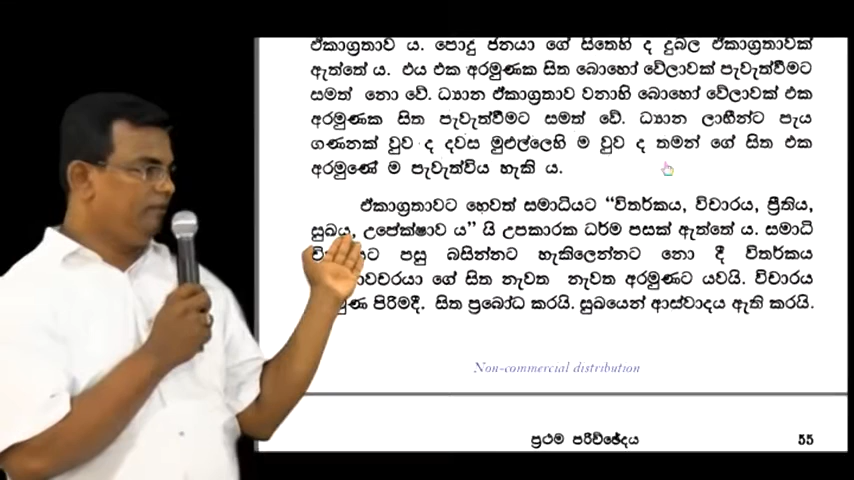 ඒකාග්‍රතාව ය. පොදු ජනයා ගේ සිතෙහි ද දුබල ඒකාග්‍රතාවක්
ඇත්තේ ය. එය එක අරමුණක සිත බොහෝ වේලාවක් පැවැත්වීමට
සමත් නො වේ. ධ්‍යාන ඒකාග්‍රතාව වනාහි බොහෝ වේලාවක් එක
අරමුණක සිත පැවැත්වීමට සමත් වේ. ධ්‍යාන ලාභීන්ට පැය
ගණනක් වුව ද දවස මුළුල්ලෙහි ම වුව ද තමන් ගේ සිත එක
අරමුණේ ම පැවැත්විය හැකි ය.
ඒකාග්‍රතාවට හෙවත් සමාධියට “විතර්කය, විචාරය, ප්‍රීතිය,
සුඛය, උපේක්ෂාව ය” යි උපකාරක ධර්ම පසක් ඇත්තේ ය. සමාධි
පසු බසින්නට හැකිලෙන්නට නො දී විතර්කය
ගේ සිත නැවත නැවත අරමුණට යවයි. විචාරය
පිරිමදී. සිත ප්‍රබෝධ කරයි. සුඛයෙන් ආස්වාදය ඇති කරයි.
Non-commercial distribution
ප්‍රථම පරිච්ඡේදය 55